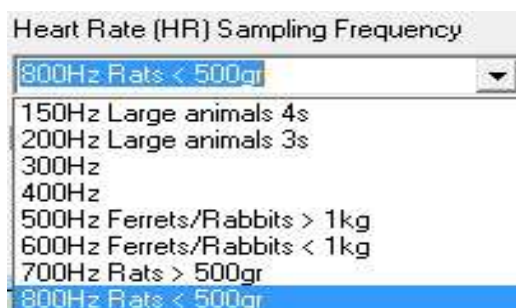 Heart Rate (HR) Sampling Frequency
800Hz Rats < 500gr
150Hz Large animals 4s
200Hz Large animals 3s
300Hz
400Hz
500Hz Ferrets/Rabbits > 1kg
600Hz Ferrets/Rabbits < 1kg
700Hz Rats > 500gr
800Hz Rats < 500gr